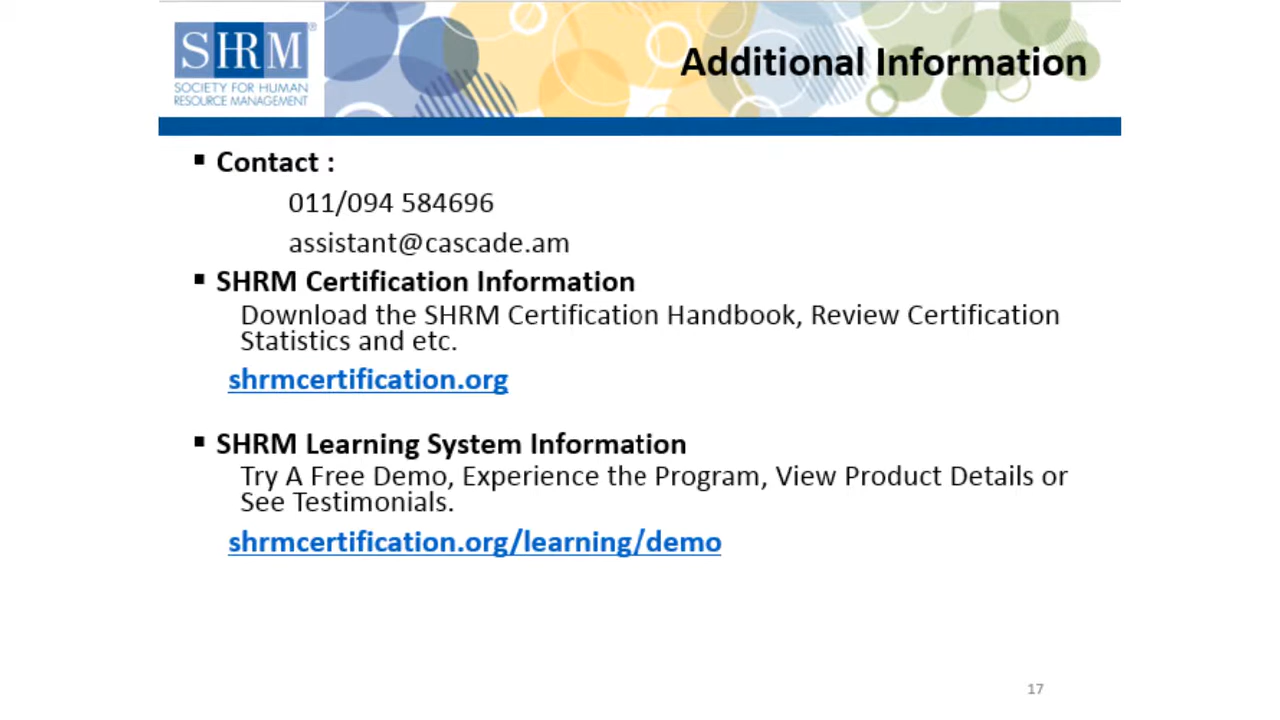 SHRM®
SOCIETY FOR HUMAN
RESOURCE MANAGEMENT
Additional Information
▪ Contact :
011/094 584696
assistant@cascade.am
▪ SHRM Certification Information
Download the SHRM Certification Handbook, Review Certification
Statistics and etc.
shrmcertification.org
▪ SHRM Learning System Information
Try A Free Demo, Experience the Program, View Product Details or
See Testimonials.
shrmcertification.org/learning/demo
17